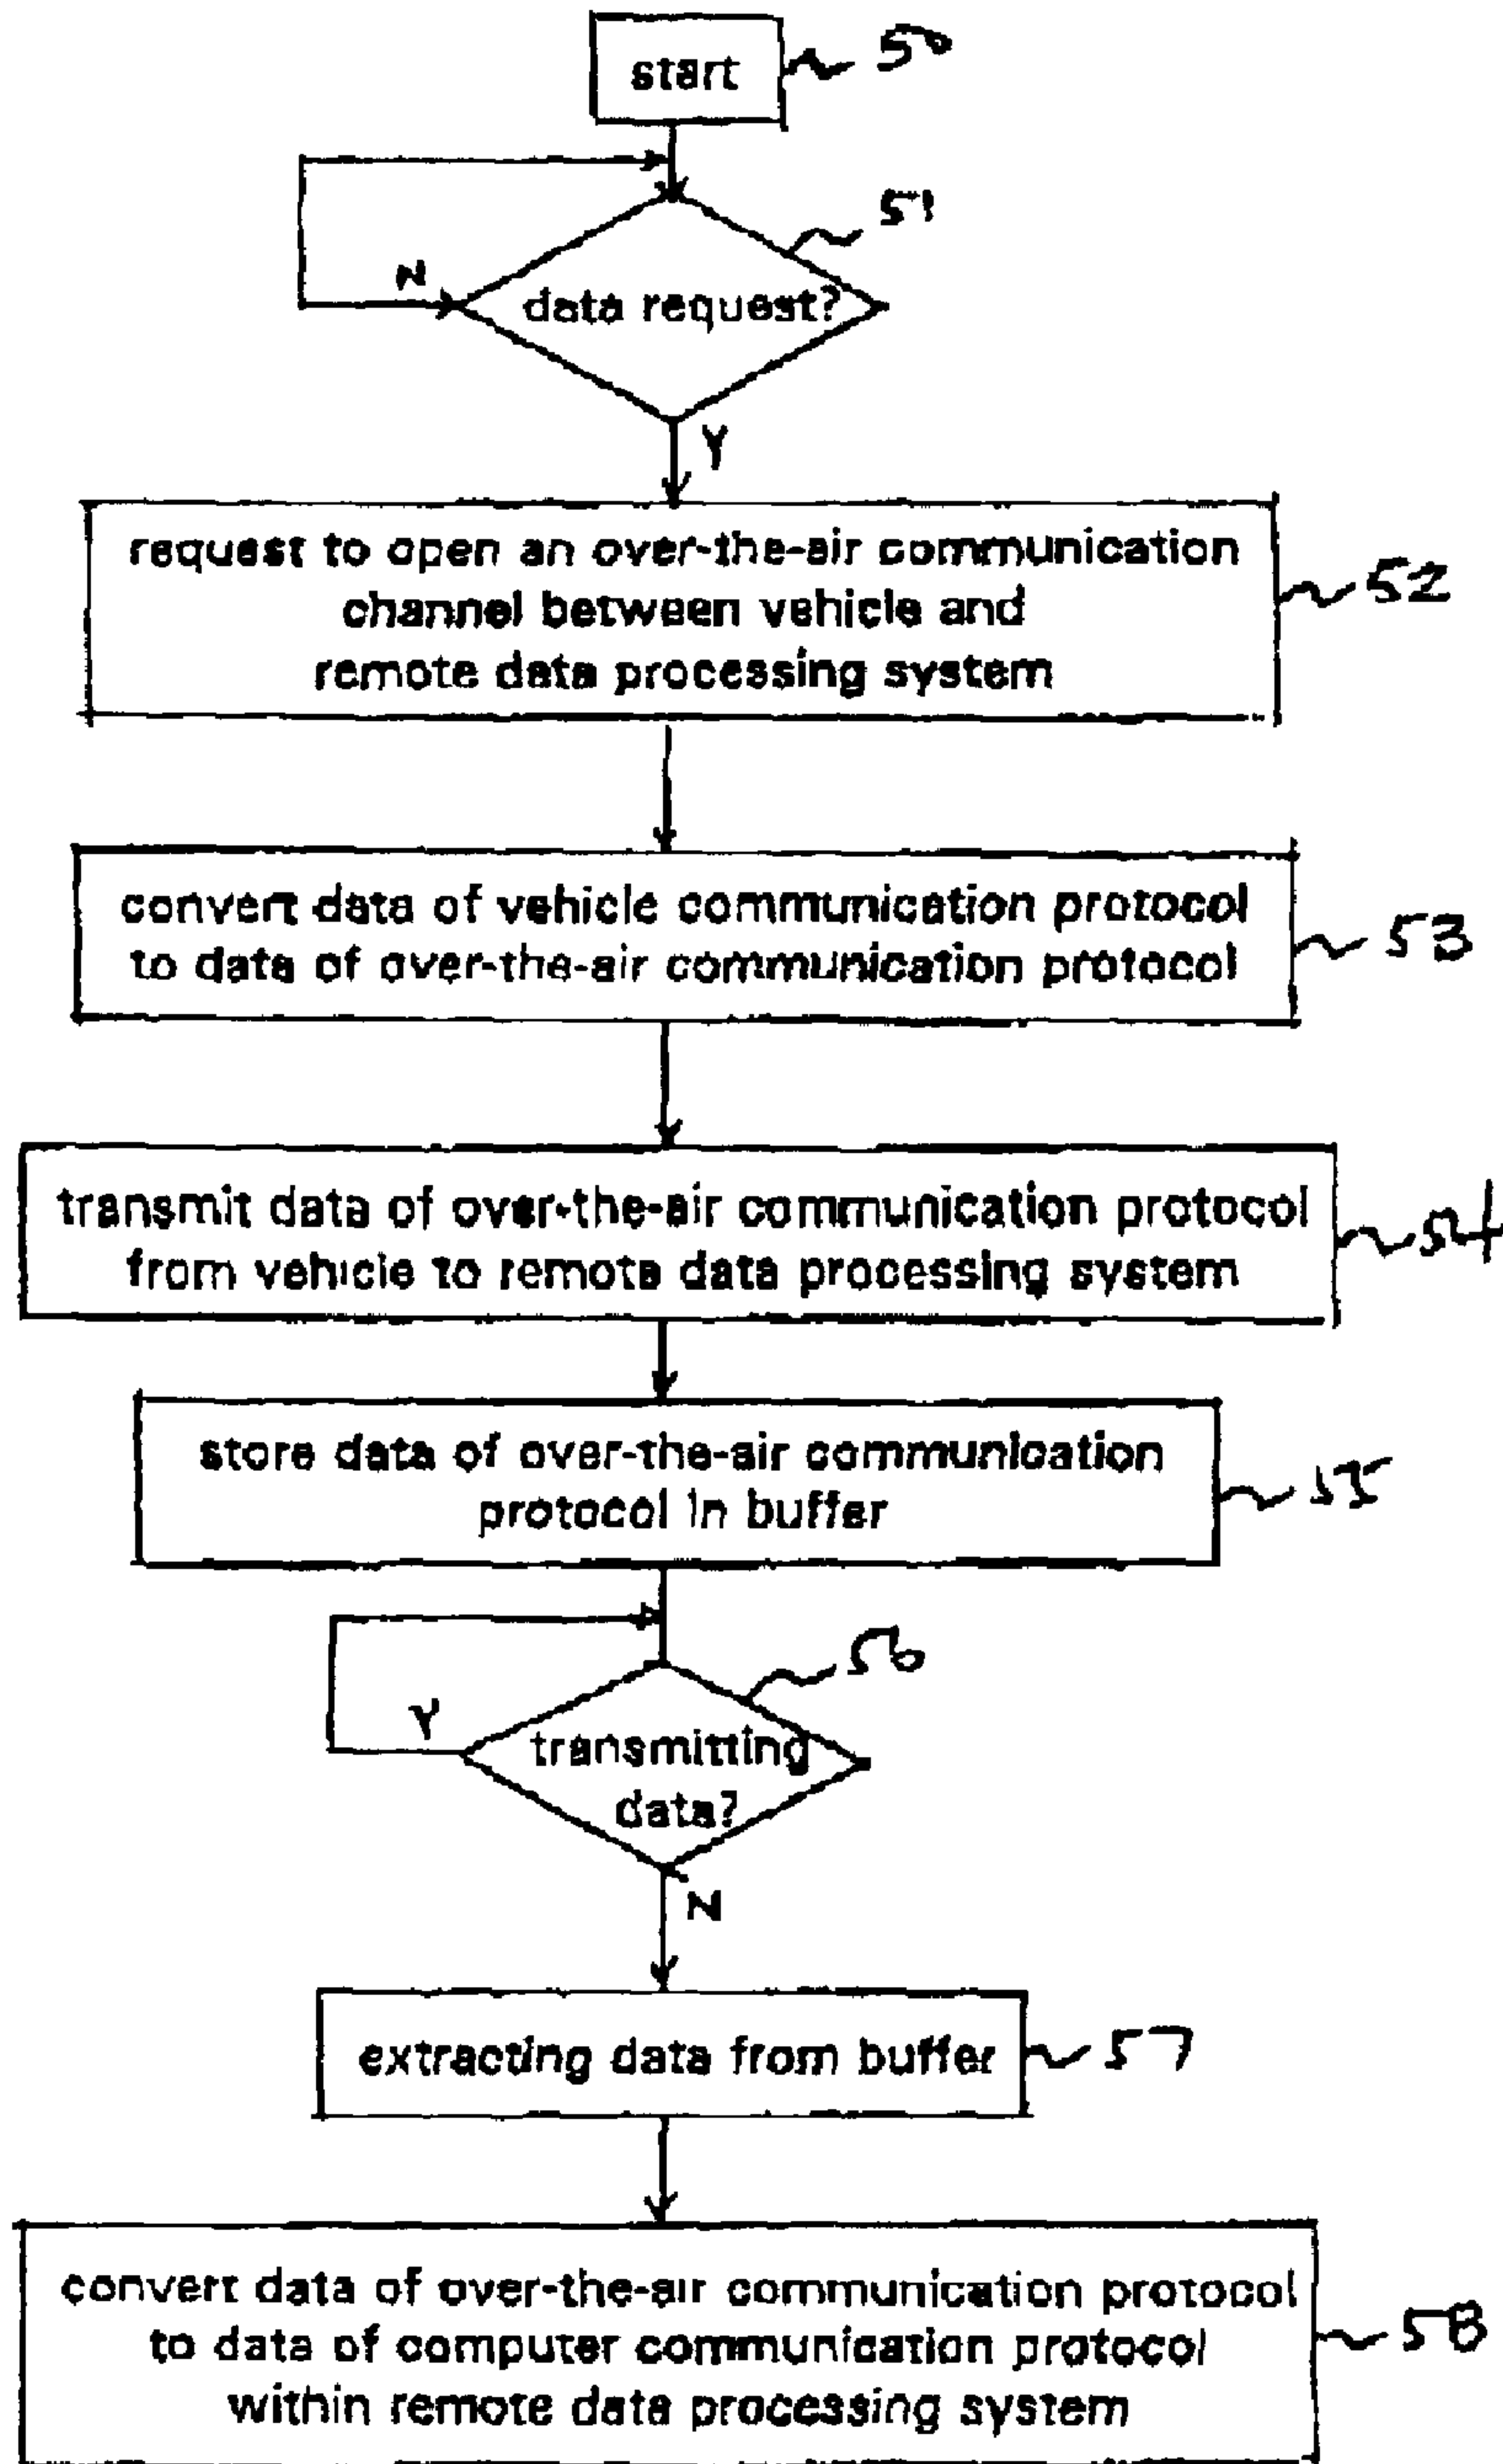 start
50
51
N
data request?
Y
request to open an over-the-air communication
channel between vehicle and
remote data processing system
52
convert data of vehicle communication protocol
to data of over-the-air communication protocol
53
transmit data of over-the-air communication protocol
from vehicle to remote data processing system
54
store data of over-the-air communication
protocol in buffer
55
56
Y
transmitting
data?
N
extracting data from buffer
57
convert data of over-the-air communication protocol
to data of computer communication protocol
within remote data processing system
58